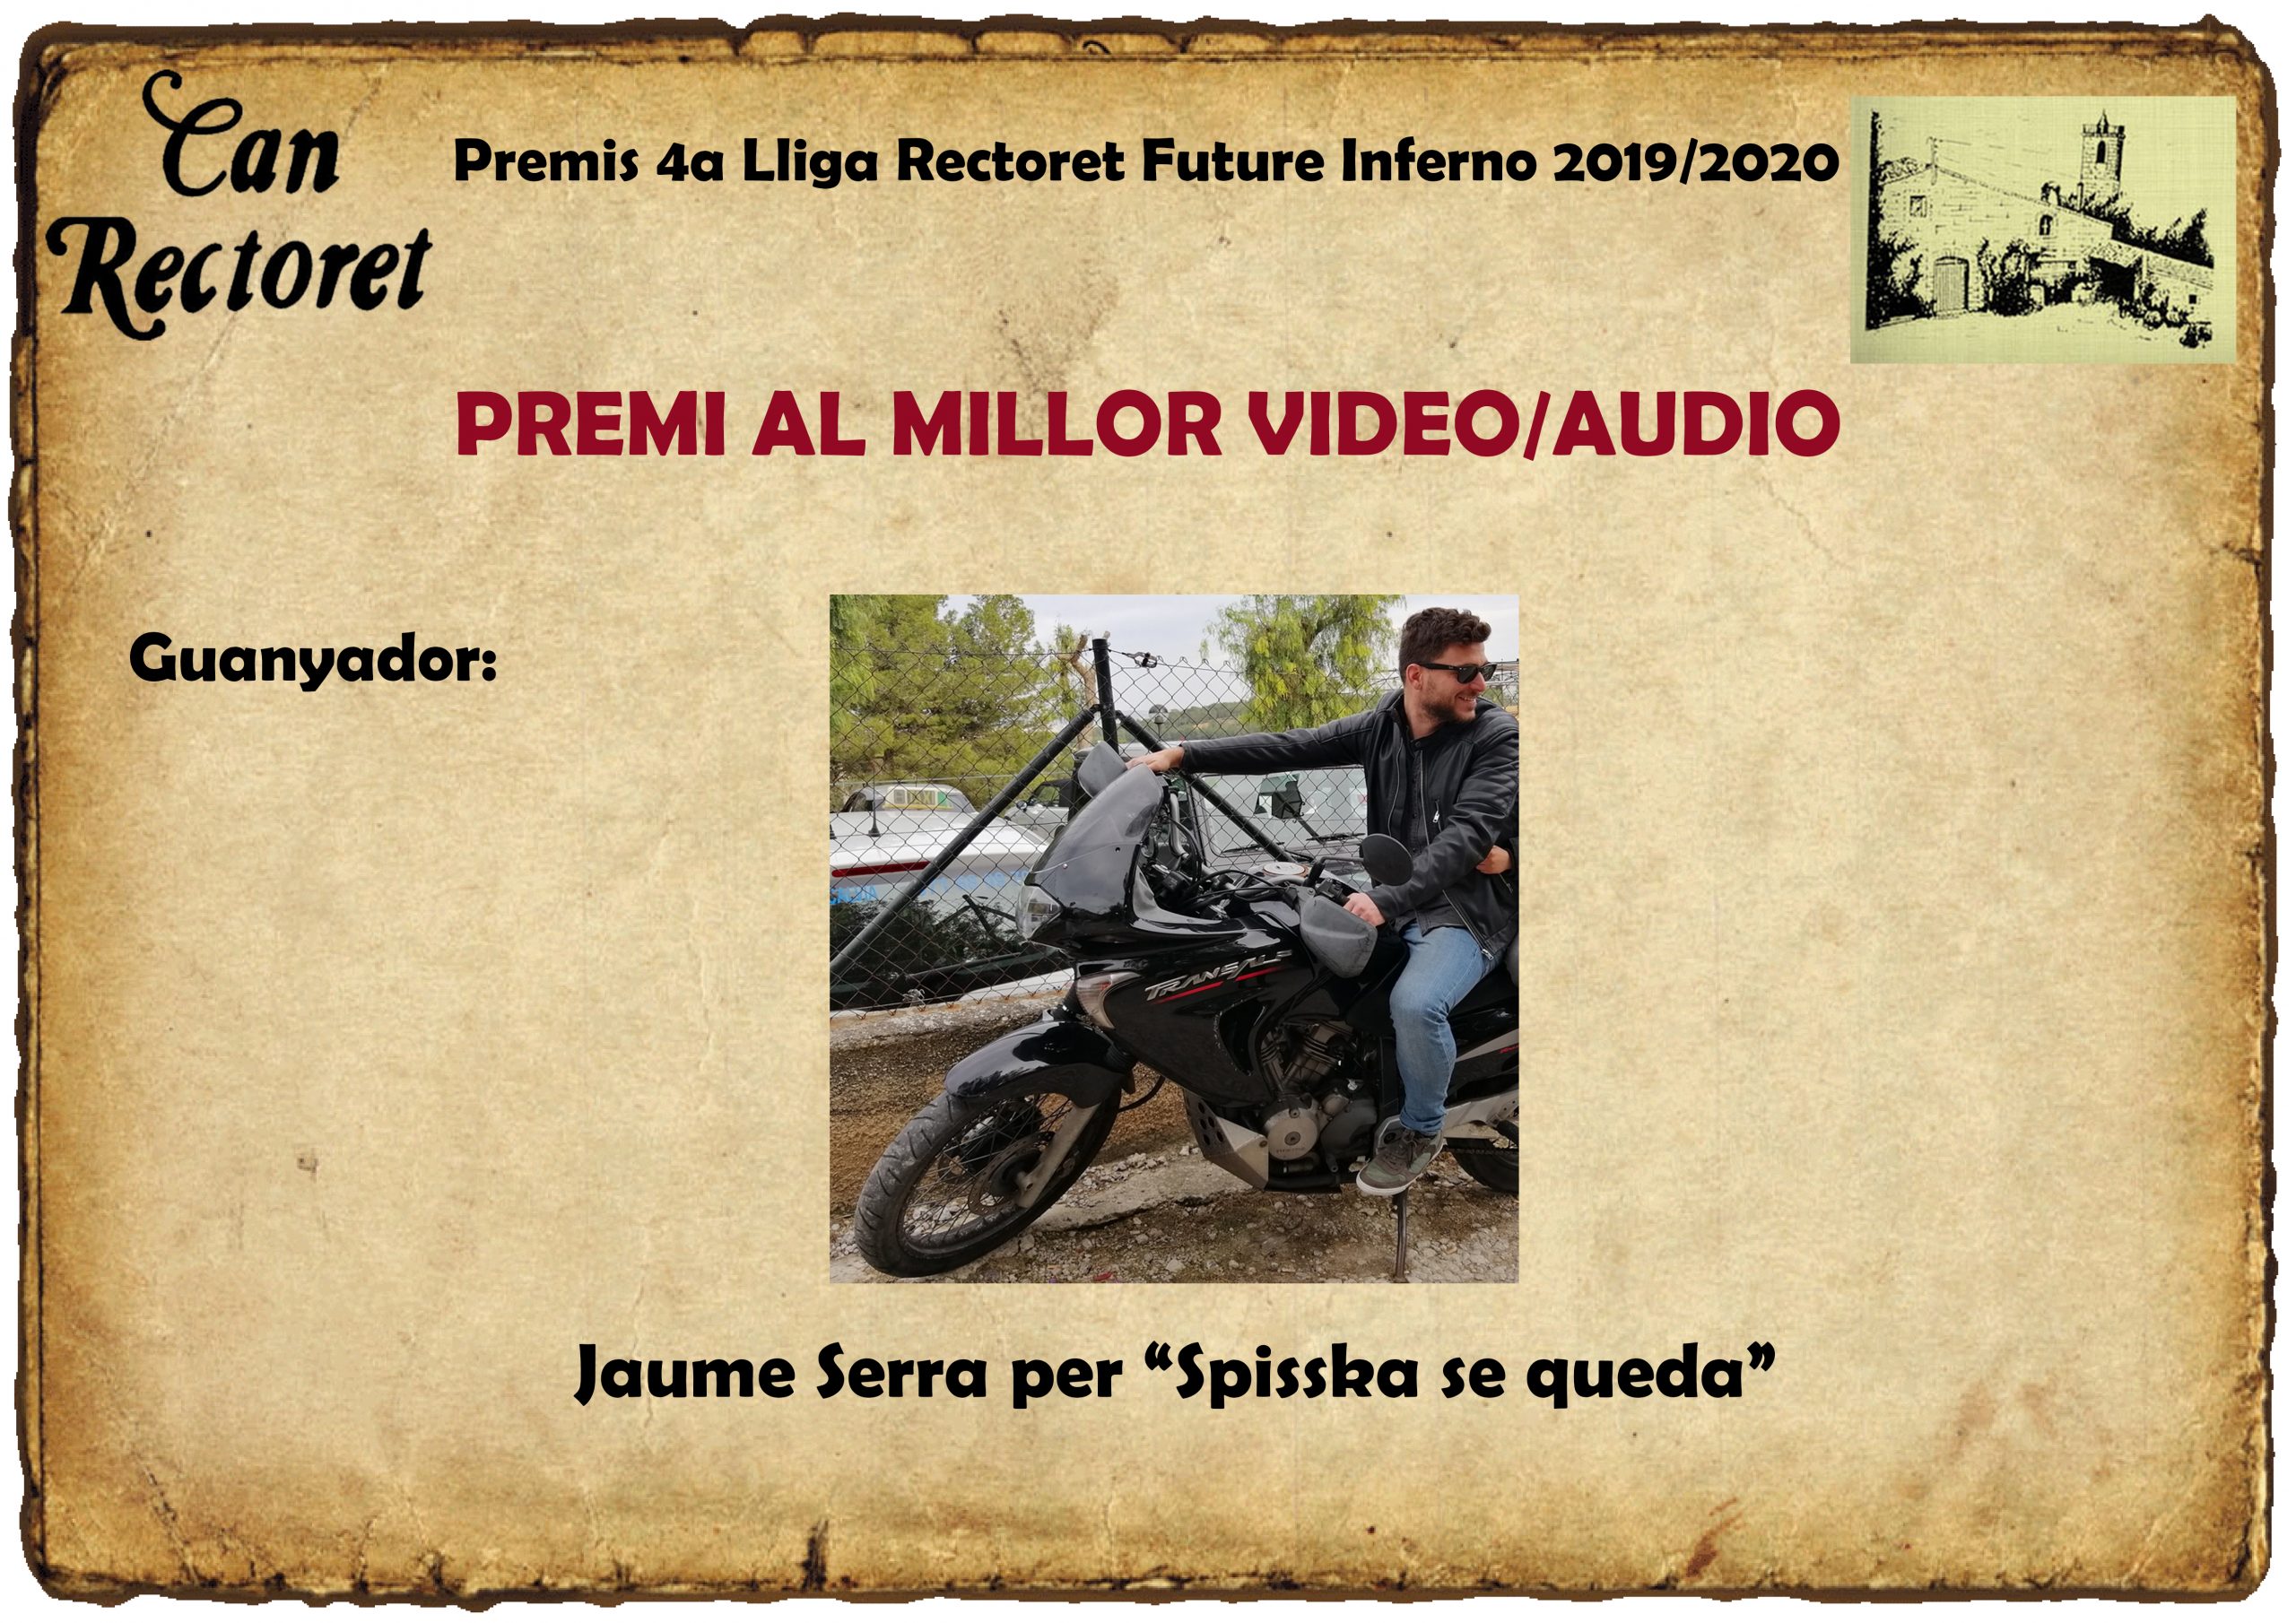 Can
Rectoret
Premis 4a Lliga Rectoret Future Inferno 2019/2020
PREMI AL MILLOR VIDEO/AUDIO
Guanyador:
TRANSALP
Jaume Serra per “Spisska se queda”